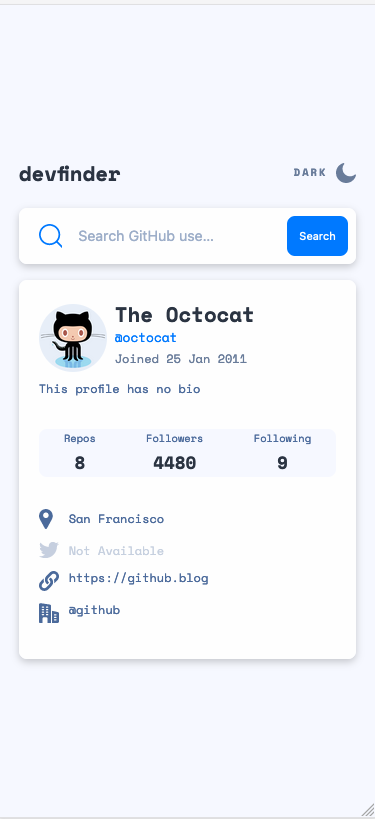 devfinder
DARK
Search GitHub use...
Search
The Octocat
@octocat
Joined 25 Jan 2011
This profile has no bio
Repos Followers Following
8 4480 9
San Francisco
Not Available
https://github.blog
@github